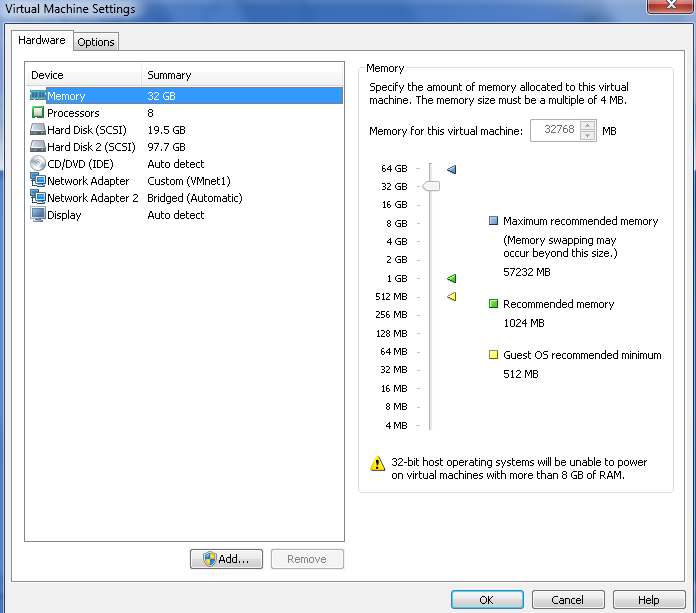 Virtual Machine Settings
Hardware
Options
Device Summary
Memory 32 GB
Processors 8
Hard Disk (SCSI) 19.5 GB
Hard Disk 2 (SCSI) 97.7 GB
CD/DVD (IDE) Auto detect
Network Adapter Custom (VMnet1)
Network Adapter 2 Bridged (Automatic)
Display Auto detect
Add...
Remove
Memory
Specify the amount of memory allocated to this virtual
machine. The memory size must be a multiple of 4 MB.
Memory for this virtual machine: 32768 MB
64 GB
32 GB
16 GB
8 GB
4 GB
2 GB
1 GB
512 MB
256 MB
128 MB
64 MB
32 MB
16 MB
8 MB
4 MB
Maximum recommended memory
(Memory swapping may
occur beyond this size.)
57232 MB
Recommended memory
1024 MB
Guest OS recommended minimum
512 MB
32-bit host operating systems will be unable to power
on virtual machines with more than 8 GB of RAM.
OK
Cancel
Help